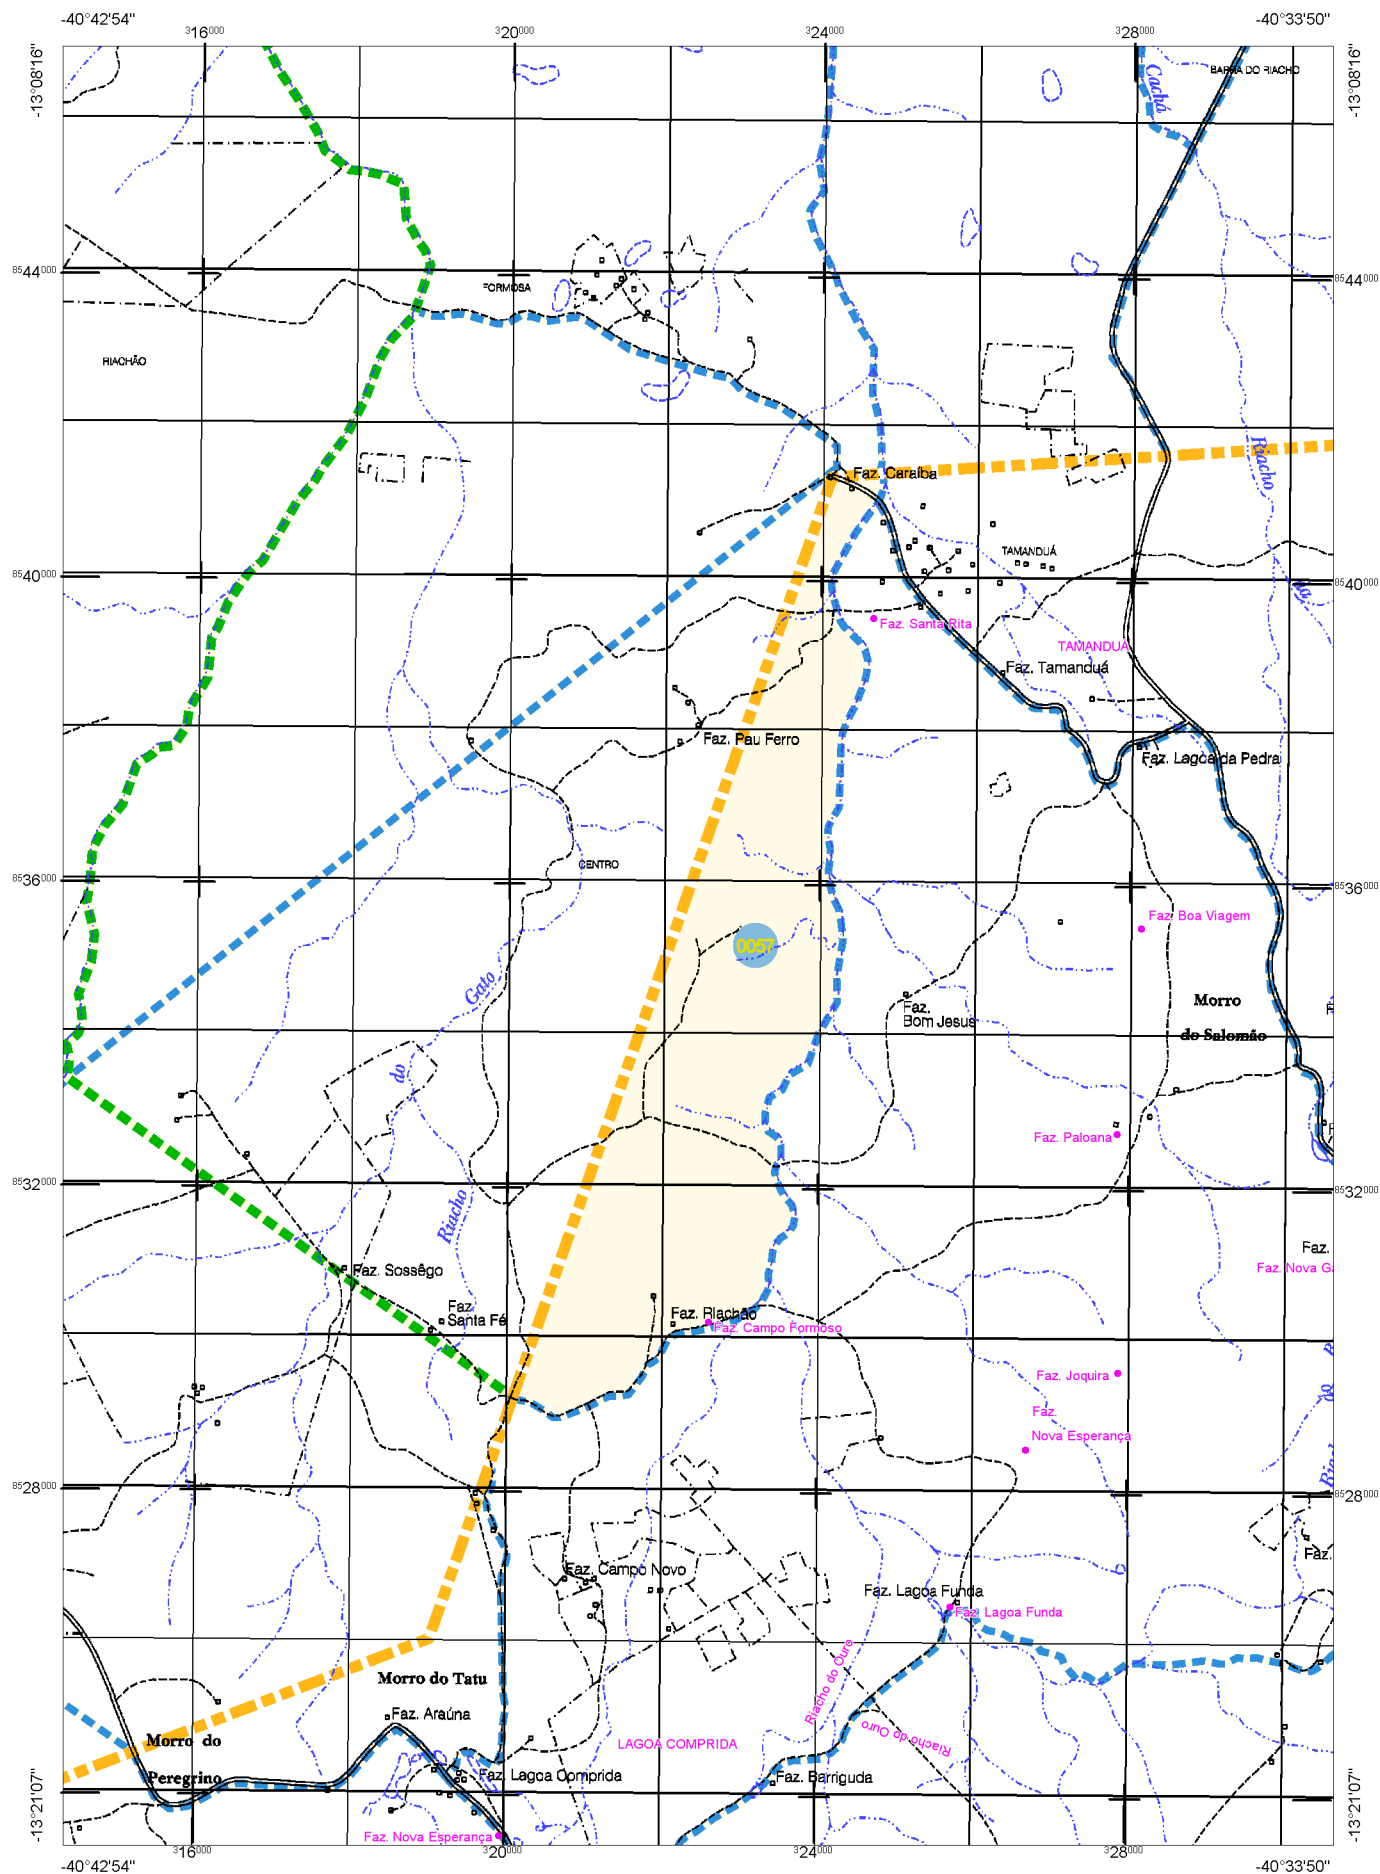 -40°42'54"
-40°33'50"
316000
320000
324000
328000
-13°08'16"
-13°08'16"
Cachá
BARRA DO RIACHO
8544000
8544000
FORMOSA
RIACHÃO
Riacho
Faz. Caraíba
TAMANDUÁ
8540000
8540000
Faz. Santa Rita
TAMANDUÁ
Faz. Tamanduá
Faz. Pau Ferro
Faz. Lagoa da Pedra
CENTRO
8536000
8536000
Faz. Boa Viagem
0057
Gato
Faz.
Bom Jesus
Morro
do Salomão
do
Faz. Paloana
8532000
8532000
Riacho
Faz.
Faz. Nova Ga
Faz. Sossêgo
Faz.
Santa Fé
Faz. Riachão
Faz. Campo Formoso
Faz. Joquira
do
Faz.
Nova Esperança
8528000
8528000
Faz.
Faz. Campo Novo
Faz. Lagoa Funda
Faz. Lagoa Funda
Riacho do Ouro
Morro do Tatu
Faz. Araúna
Riacho do Ouro
Morro do
Peregrino
LAGOA COMPRIDA
Faz. Lagoa Comprida
Faz. Barriguda
Faz. Nova Esperança
-13°21'07"
-13°21'07"
316000
320000
324000
328000
-40°42'54"
-40°33'50"